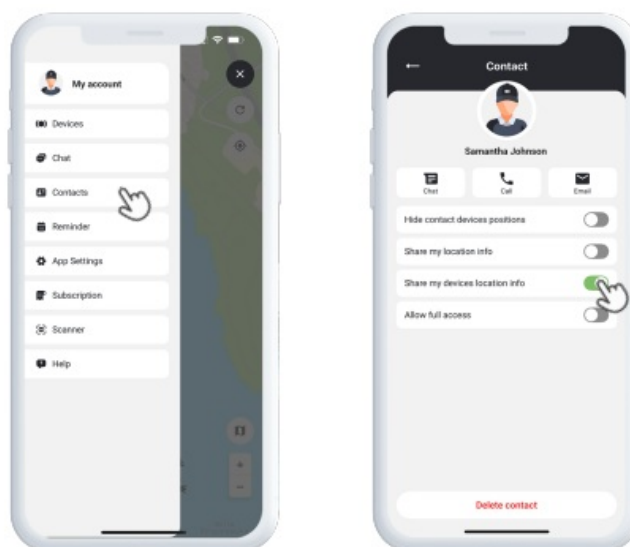 My account
Devices
Chat
Contacts
Reminder
App Settings
Subscription
Scanner
Help
Contact
Samantha Johnson
Chat
Call
Email
Hide contact devices positions
Share my location info
Share my devices location info
Allow full access
Delete contact